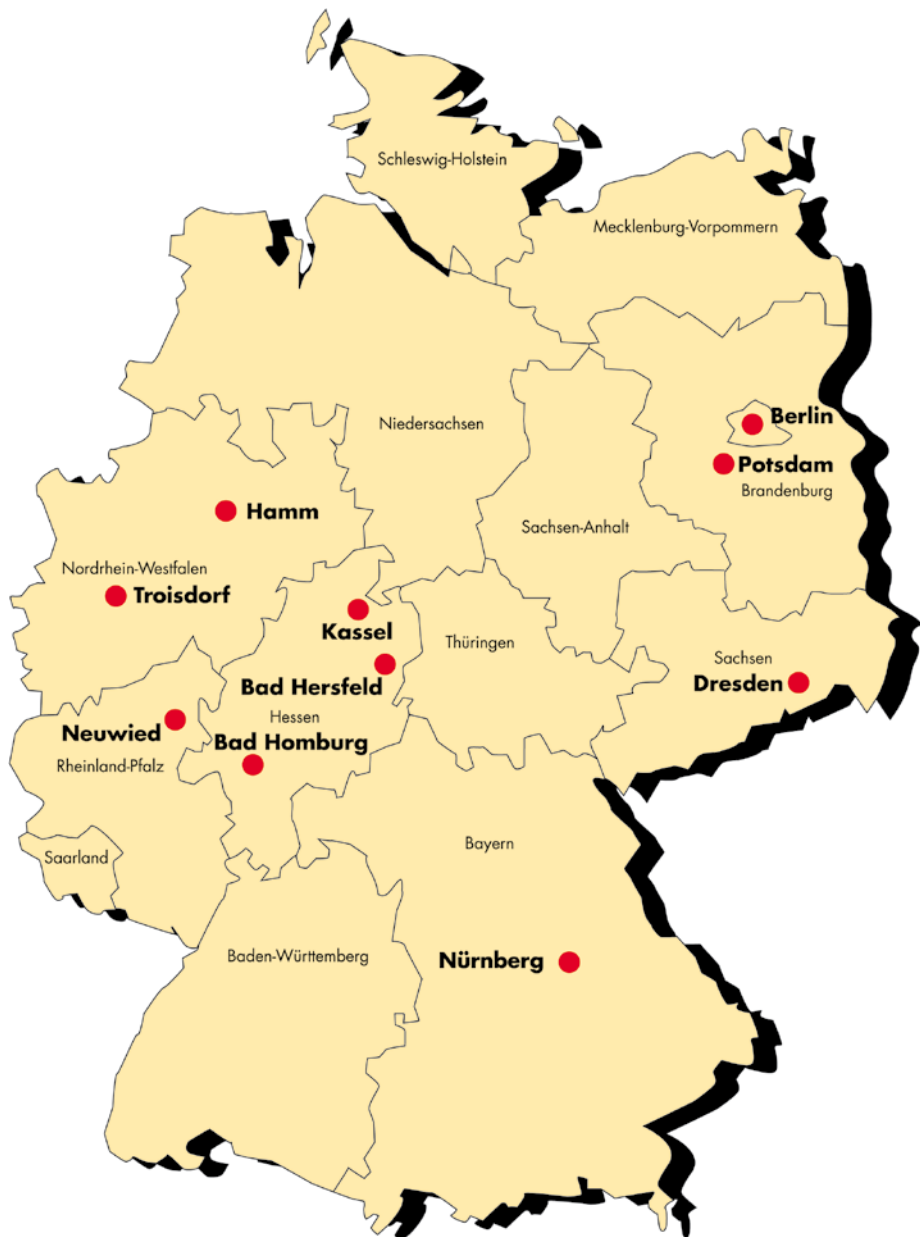 Schleswig-Holstein
Mecklenburg-Vorpommern
Berlin
Niedersachsen
Potsdam
Brandenburg
Hamm
Sachsen-Anhalt
Nordrhein-Westfalen
Troisdorf
Kassel
Thüringen
Sachsen
Bad Hersfeld
Dresden
Hessen
Neuwied
Bad Homburg
Rheinland-Pfalz
Bayern
Saarland
Baden-Württemberg
Nürnberg